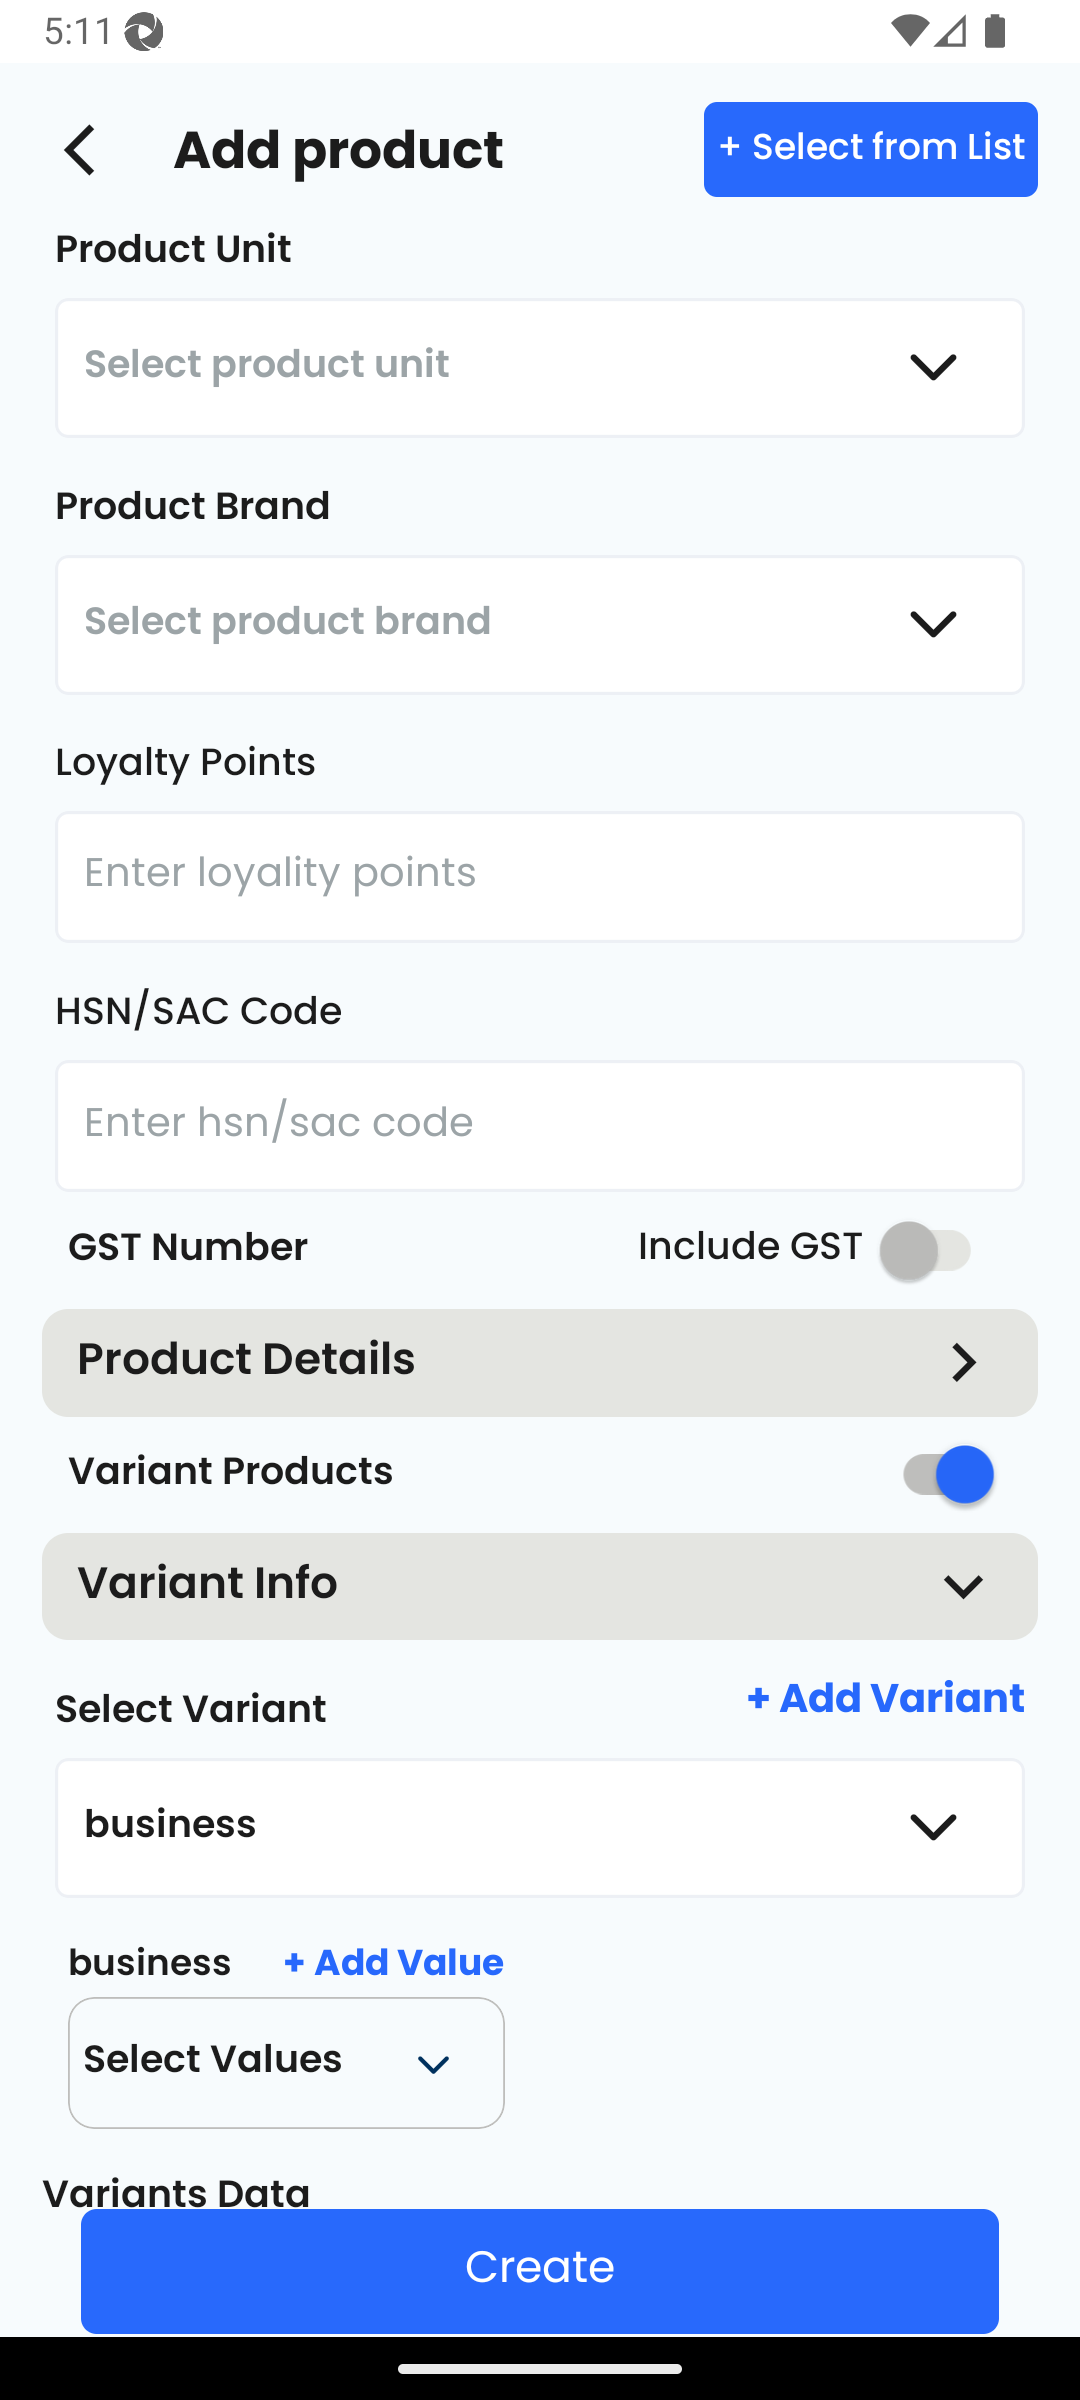 5:11
Add product
+ Select from List
Product Unit
Select product unit
Product Brand
Select product brand
Loyalty Points
Enter loyality points
HSN/SAC Code
Enter hsn/sac code
GST Number
Include GST
Product Details
Variant Products
Variant Info
Select Variant
+ Add Variant
business
business
+ Add Value
Select Values
Variants Data
Create